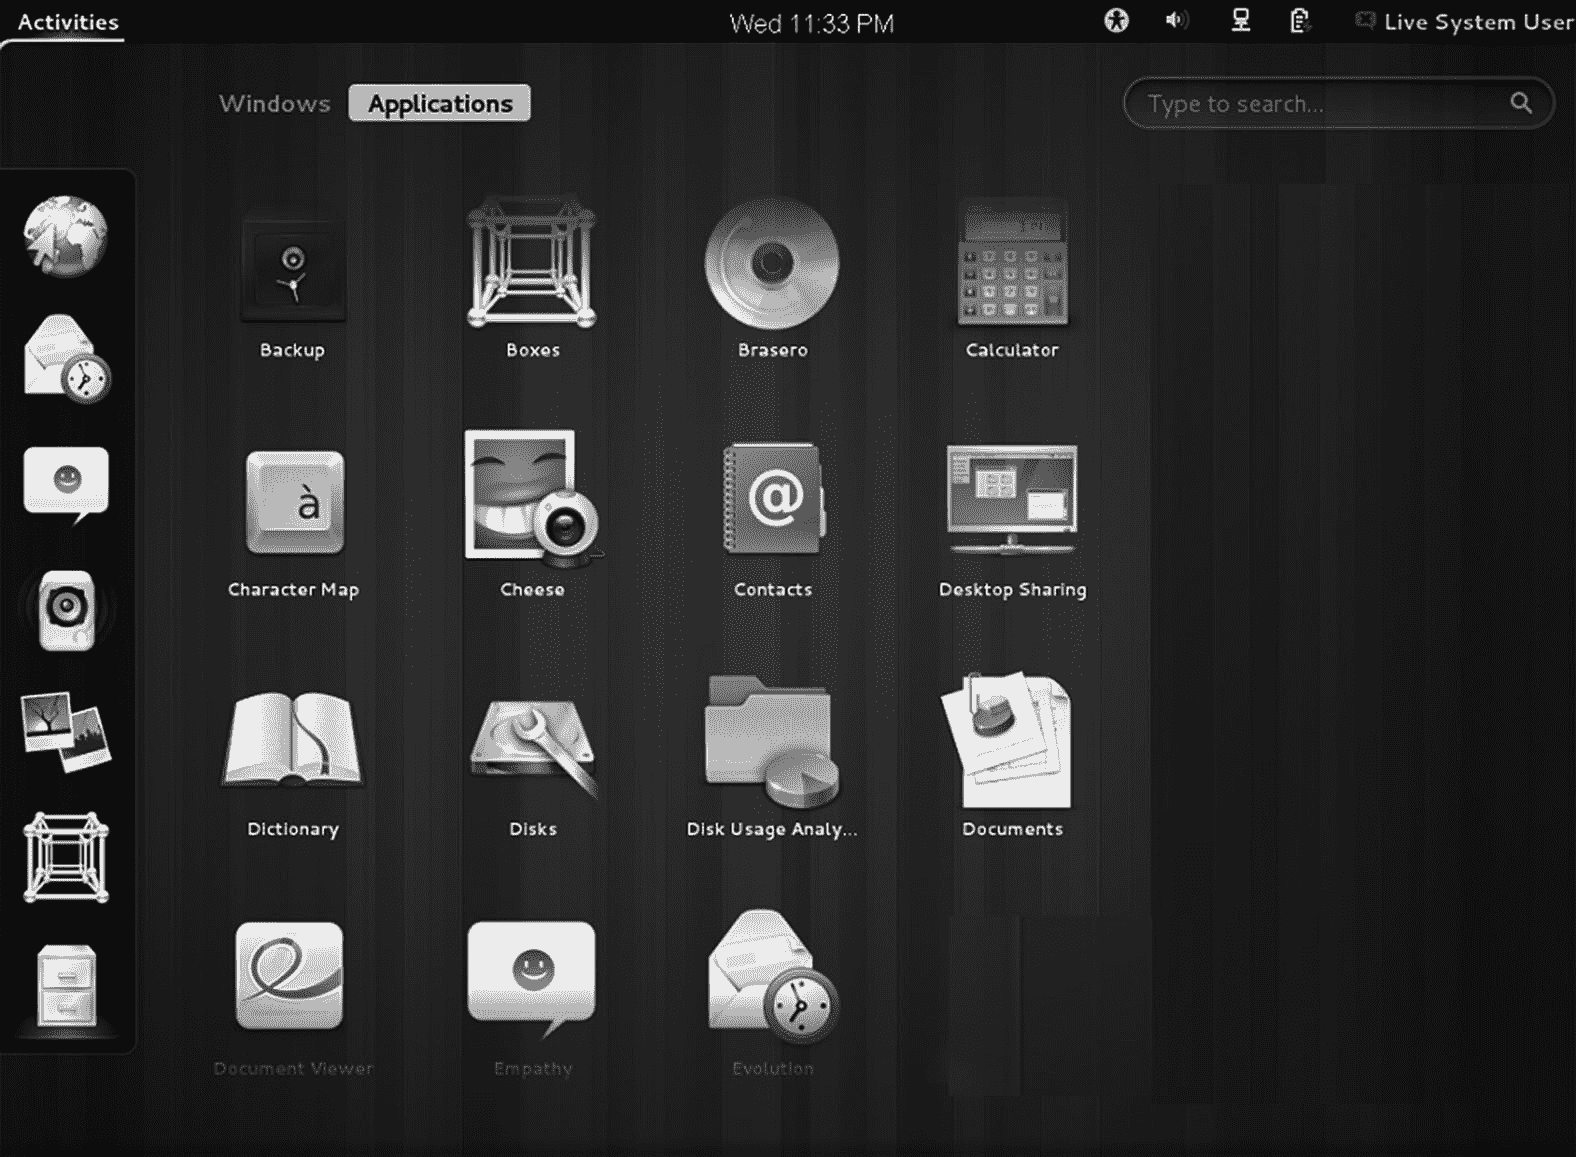 Activities
Wed 11:33 PM
Live System User
Windows
Applications
Type to search...
Backup
Boxes
Brasero
Calculator
à
@
Character Map
Cheese
Contacts
Desktop Sharing
Dictionary
Disks
Disk Usage Analy...
Documents
Document Viewer
Empathy
Evolution